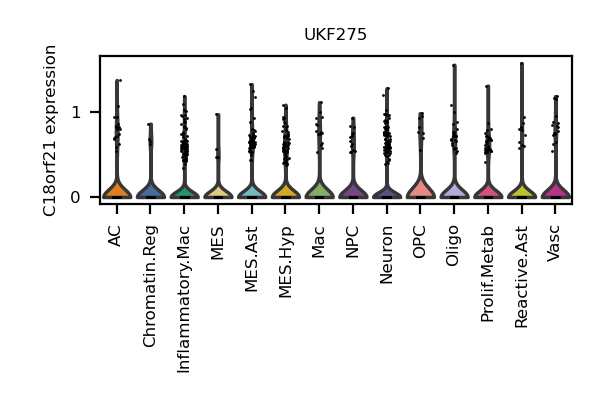 UKF275
C18orf21 expression
1
0
AC
Chromatin.Reg
Inflammatory.Mac
MES
MES.Ast
MES.Hyp
Mac
NPC
Neuron
OPC
Oligo
Prolif.Metab
Reactive.Ast
Vasc